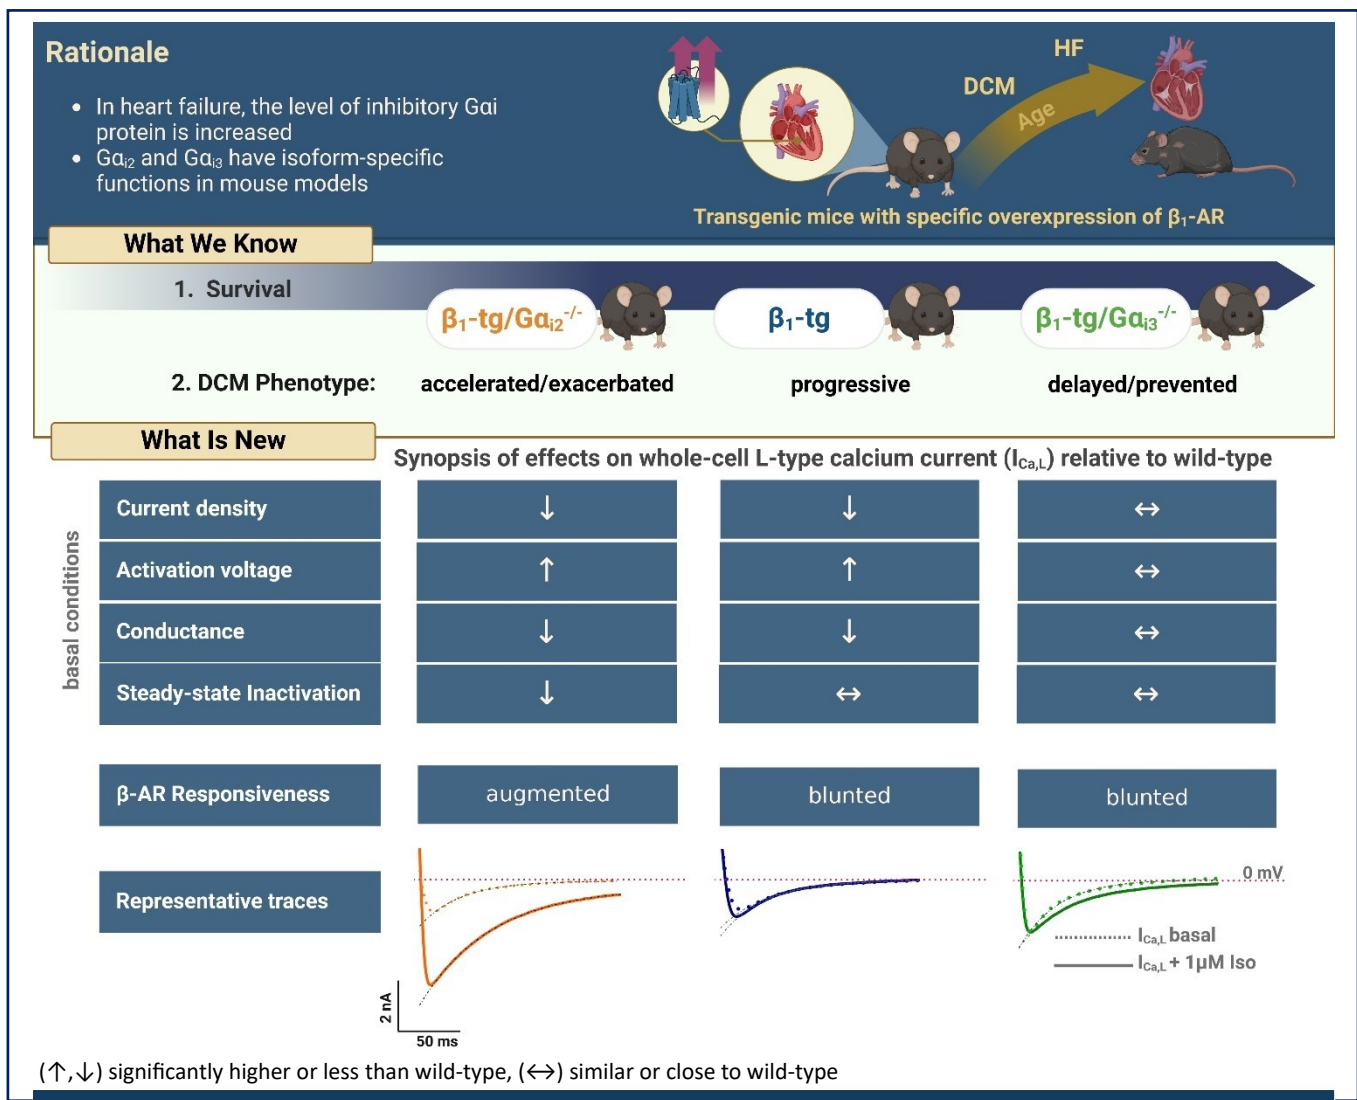 Rationale
• In heart failure, the level of inhibitory Gαi
protein is increased
• Gαi2 and Gαi3 have isoform-specific
functions in mouse models
HF
DCM
Age
Transgenic mice with specific overexpression of β1-AR
What We Know
1. Survival
β1-tg/Gαi2-/-
β1-tg
β1-tg/Gαi3-/-
2. DCM Phenotype:
accelerated/exacerbated
progressive
delayed/prevented
What Is New
Synopsis of effects on whole-cell L-type calcium current (ICa,L) relative to wild-type
basal conditions
Current density
↓
↓
↔
Activation voltage
↑
↑
↔
Conductance
↓
↓
↔
Steady-state Inactivation
↓
↔
↔
β-AR Responsiveness
augmented
blunted
blunted
Representative traces
0 mV
ICa,L basal
ICa,L + 1µM Iso
2 nA
50 ms
(↑,↓) significantly higher or less than wild-type, (↔) similar or close to wild-type